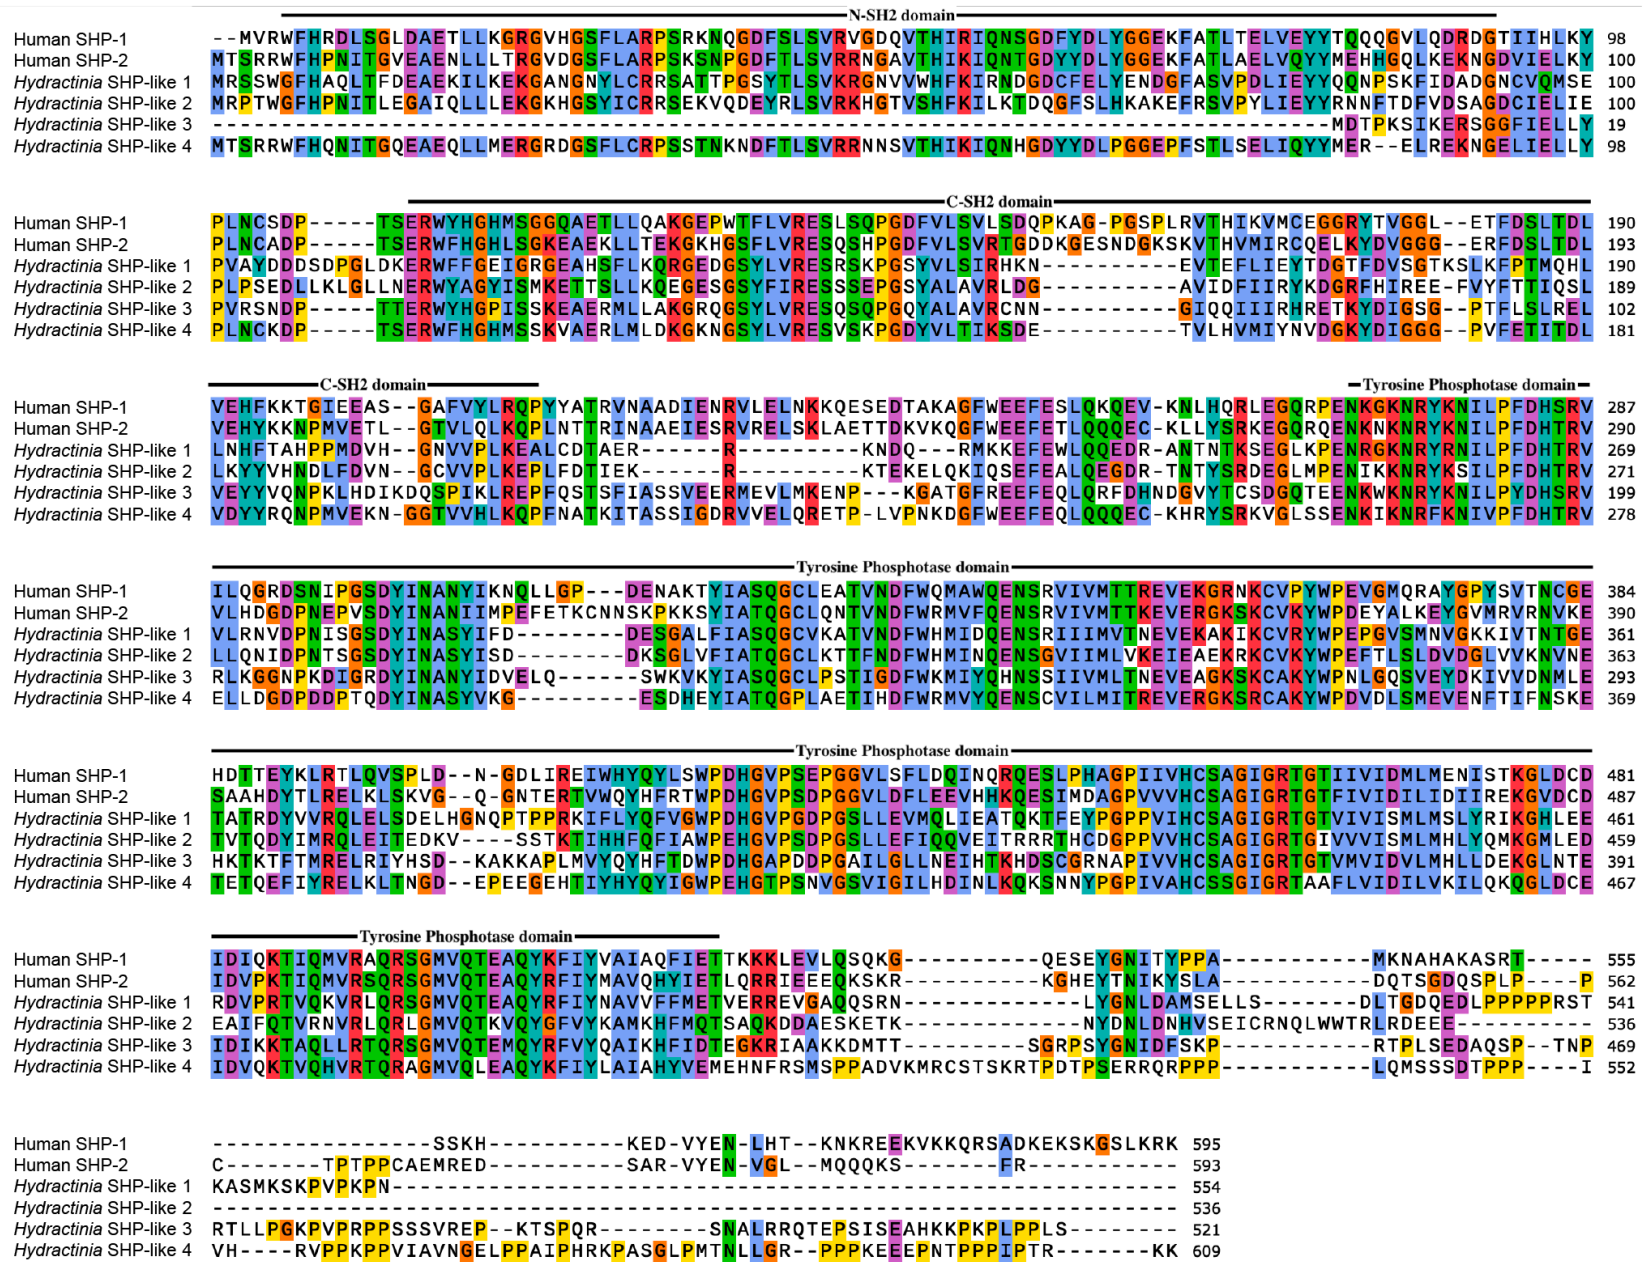 N-SH2 domain
Human SHP-1 --MVRWFHRDLSGLDAETLLKGRGVHGSFLARPSRKNQGDFSLSVRVGDQVTHIRIQNSGDFYDLYGGEKFATLTELVEYYTQQQGVLQDRDGTIIHLKY 98
Human SHP-2 MTSRRWFHPNITGVEAENLLLTRGVDGSFLARPSKSNPGDFTLSVRRNGAVTHIKIQNTGDYYDLYGGEKFATLAELVQYYMEHHGQLKEKNGDVIELKY 100
Hydractinia SHP-like 1 MRSSWGFHAQLTFDEAEKILKEKGANGNYLCRRSATTPGSYTLSVRKGNVVWHFKIRNDGDCFELYENDGFASVPDLIEYYQQNPSKFIDADGNCVQMSE 100
Hydractinia SHP-like 2 MRPTWGFHPNITLEGAIQLLLEKGKHGSYICRRSEKVQDEYRLSVRKHGTVSHFKILKTDQGFSLHKAKEFRSVPYLIEYYRNNFTDFVDSAGDCIELIE 100
Hydractinia SHP-like 3 ---------------------------------------------------------------------------------MDTPKSIKERSGGFIELLY 19
Hydractinia SHP-like 4 MTSRRWFHQNITGQEAEQLLMERGRDGSFLCRPSSTNKNDFTLSVRRNNSVTHIKIQNHGDYYDLPGGEPFSTLSELIQYYMER--ELREKNGELIELLY 98
C-SH2 domain
Human SHP-1 PLNCSDP-----TSERWYHGHMSGGQAETLLQAKGEPWTFLVRESLSQPGDFVLSVLSDQPKAG-PGSPLRVTHIKVMCEGGRYTVGGL--ETFDSLTDL 190
Human SHP-2 PLNCADP-----TSERWFHGHLSGKEAEKLLTEKGKHGSFLVRESQSHPGDFVLSVRTGDDKGESNDGKSKVTHVMIRCQELKYDVGGG--ERFDSLTDL 193
Hydractinia SHP-like 1 PVAYDDDSDPGLDKERWFFGEIGRGEAHSFLKQRGEDGSYLVRESRSKPGSYVLSIRHKN----------EVTEFLIEYTDGTFDVSGTKSLKFPTMQHL 190
Hydractinia SHP-like 2 PLPSEDLLKLGLLNERWYAGYISMKETTSLLKQEGESGSYFIRESSSEPGSYALAVRLDG----------AVIDFIIRYKDGRFHIREE-FVYFTTIQSL 189
Hydractinia SHP-like 3 PVRSNDP-----TTERWYHGPISSKEAERMLLAKGRQGSYLVRESQSQPGQYALAVRCNN----------GIQQIIIRHRETKYDIGSG--PTFLSLREL 102
Hydractinia SHP-like 4 PLNCKDP-----TSERWFHGHMSSKVAERLMLDKGKNGSYLVRESVSKPGDYVLTIKSDE----------TVLHVMIYNVDGKYDIGGG--PVFETITDL 181
C-SH2 domain Tyrosine Phosphotase domain
Human SHP-1 VEHFKKTGIEEAS--GAFVYLRQPYYATRVNAADIENRVLELNKKQESEDTAKAGFWEEFESLQKQEV-KNLHQRLEGQRPENKGKNRYKNILPFDHSRV 287
Human SHP-2 VEHYKKNPMVETL--GTVLQLKQPLNTTRINAAEIESRVRELSKLAETTDKVKQGFWEEFETLQQQEC-KLLYSRKEGQRQENKNKNRYKNILPFDHTRV 290
Hydractinia SHP-like 1 LNHFTAHPPMDVH--GNVVPLKEALCDTAER-------R---------KNDQ---RMKKEFEWLQQEDR-ANTNTKSEGLKPENRGKNRYKNILPFDHTRV 269
Hydractinia SHP-like 2 LKYYVHNDLFDVN--GCVVPLKEPLFDTIEK-------R---------KTEKELQKIQSEFEALQEGDR-TNTYSRDEGLMPENIKKNRYKSILPFDHTRV 271
Hydractinia SHP-like 3 VEYYVQNPKLHDIKDQSPIKLREPFQSTSFIASSVEERMEVLMKENP---KGATGFREEFEQLQRFDHNDGVYTCSDGQTEENKWKNRYKNILPYDHSRV 199
Hydractinia SHP-like 4 VDYYRQNPMVEKN-GGTVVHLKQPFNATKITASSIGDRVVELQRETP-LVPNKDGFWEEFEQLQQQEC-KHRYSRKVGLSSENKIKNRFKNIVPFDHTRV 278
Tyrosine Phosphotase domain
Human SHP-1 ILQGRDSNIPGSDYINANYIKNQLLGP---DENAKTYIASQGCLEATVNDFWQMAWQENSRVIVMTTREVEKGRNKCVPYWPEVGMQRAYGPYSVTNCGE 384
Human SHP-2 VLHDGDPNEPVSDYINANIIMPEFETKCNNSKPKKSYIATQGCLQNTVNDFWRMVFQENSRVIVMTTKEVERGKSKCVKYWPDEYALKEYGVMRVRNVKE 390
Hydractinia SHP-like 1 VLRNVDPNISGSDYINASYIFD--------DESGALFIASQGCVKATVNDFWHMIDQENSRIIIMVTNEVEKAKIKCVRYWPEPGVSMNVGKKIVTNTGE 361
Hydractinia SHP-like 2 LLQNIDPNTSGSDYINASYISD--------DKSGLVFIATQGCLKTTFNDFWHMINQENSGVIIMLVKEIEAEKRKCVKYWPEFTLSLDVDGLVVKNVNE 363
Hydractinia SHP-like 3 RLKGGNPKDIGRDYINANYIDVELQ------SWKVKYIASQGCLPSTIGDFWKMIYQHNSSIIVMLTNEVEAGKSKCAKYWPNLGQSVEYDKIVVDNMLE 293
Hydractinia SHP-like 4 ELLDGDPDDPTQDYINASYVKG---------ESDHEYIATQGPLAETIHDFWRMVYQENSCVILMITREVERGKSRCAKYWPDVDLSMEVENFTIFNSKE 369
Tyrosine Phosphotase domain
Human SHP-1 HDTTEYKLRTLQVSPLD--N-GDLIREIWHYQYLSWPDHGVPSEPGGVLSFLDQINQRQESLPHAGPIIVHCSAGIGRTGTIIVIDMLMENISTKGLDCD 481
Human SHP-2 SAAHDYTLRELKLSKVG--Q-GNTERTVWQYHFRTWPDHGVPSDPGGVLDFLEEVHHKQESIMDAGPVVVHCSAGIGRTGTFIVIDILIDIIREKGVDCD 487
Hydractinia SHP-like 1 TATRDYVVRQLELSDELHGNQPTPPRKIFLYQFVGWPDHGVPGDPGSLLEVMQLIEATQKTFEYPGPPVIHCSAGIGRTGTVIVISMLMSLYRIKGHLEE 461
Hydractinia SHP-like 2 TVTQDYIMRQLEITEDKV----SSTKTIHHFQFIAWPEHGVPSDPGSLLEFIQQVEITRRRTHCDGPPVIHCSAGIGRTGIVVVISLMLMHLYQMKGMLED 459
Hydractinia SHP-like 3 HKTKTFTMRELRIYHSD--KAKKAPLMVYQYHFTDWPDHGAPDDPGAILGLLNEIHTKHDSCGRNAPIVVHCSAGIGRTGTVMVIDVLMHLLDEKGLNTE 391
Hydractinia SHP-like 4 TETQEFIYRELKLTNGD--EPEEGEHTIYHYQYIGWPEHGTPSNVGSVIGILHDINLKQKSNNYPGPIVAHCSSGIGRTAAFLVIDILVKILQKQGLDCE 467
Tyrosine Phosphotase domain
Human SHP-1 IDIQKTIQMVRAQRSGMVQTEAQYKFIYVAIAQFIETTKKKLEVLQSQKG--------------QESEYGNITYPPA-----------MKNAHAKASRT----- 555
Human SHP-2 IDVPKTIQMVRSQRSGMVQTEAQYRFIYMAVQHYIETLQRRIEEEQKSKR--------------KGHEYTNIKYSLA-----------DQTSGDQSPLP----P 562
Hydractinia SHP-like 1 RDVPRTVQKVRLQRSGMVQTEAQYRFIYNAVVFFMETVERREVGAQQSRN-------------LYGNLDAMSELLS--------DLTGDQEDLPPPPPRST 541
Hydractinia SHP-like 2 EAIFQTVRNVRLQRLGMVQTKVQYGFVYKAMKHFMQTSAQKDDAESKETK-------------NYDNLDNHVSEICRNQLWWTRLRDEEE---------- 536
Hydractinia SHP-like 3 IDIKKTAQLLRTQRSGMVQTEMQYRFVYQAIKHFIDTEGKRIAAKKDMTT---------SGRPSYGNIDFSKP-----------RTPLSEDAQSP--TNP 469
Hydractinia SHP-like 4 IDVQKTVQHVRTQRAGMVQLEAQYKFIYLAIAHYVEMEHNFRSMSPPADVKMRCSTSKRTPDTPSERRQRPPP-----------LQMSSSDTPPP----I 552
Human SHP-1 ----------------SSKH----------KED-VYEN-LHT--KNKREEKVKKQRSADKEKSKGSLKRK 595
Human SHP-2 C-------TPTPPCAEMRED----------SAR-VYEN-VGL--MQQQKS-------FR----------- 593
Hydractinia SHP-like 1 KASMKSKPVPKPN--------------------------------------------------------- 554
Hydractinia SHP-like 2 ---------------------------------------------------------------------- 536
Hydractinia SHP-like 3 RTLLPGKPVPRPPSSSVREP--KTSPQR--------SNALRRQTEPSISEAHKKPKPLPPLS-------- 521
Hydractinia SHP-like 4 VH----RVPPKPPVIAVNGELPPAIPHRKPASGLPMTNLLGR--PPPKEEEPNTPPPIPTR-------KK 609